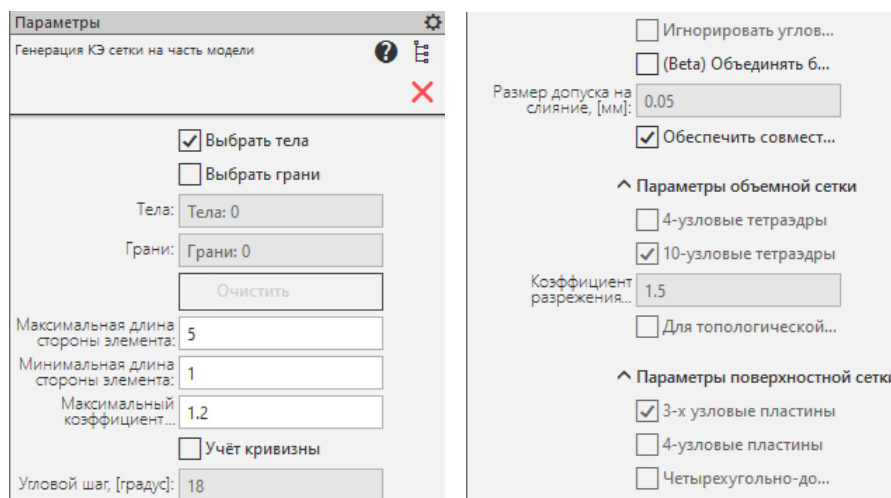 Параметры
Генерация КЭ сетки на часть модели
Выбрать тела
Выбрать грани
Тела: Тела: 0
Грани: Грани: 0
Очистить
Максимальная длина
стороны элемента: 5
Минимальная длина
стороны элемента: 1
Максимальный
коэффициент... 1.2
Учёт кривизны
Угловой шаг, [градус]: 18
Игнорировать углов...
(Beta) Объединять б...
Размер допуска на
слияние, [мм]: 0.05
Обеспечить совмест...
Параметры объемной сетки
4-узловые тетраэдры
10-узловые тетраэдры
Коэффициент
разрежения... 1.5
Для топологической...
Параметры поверхностной сетки
3-х узловые пластины
4-узловые пластины
Четырехугольно-до...